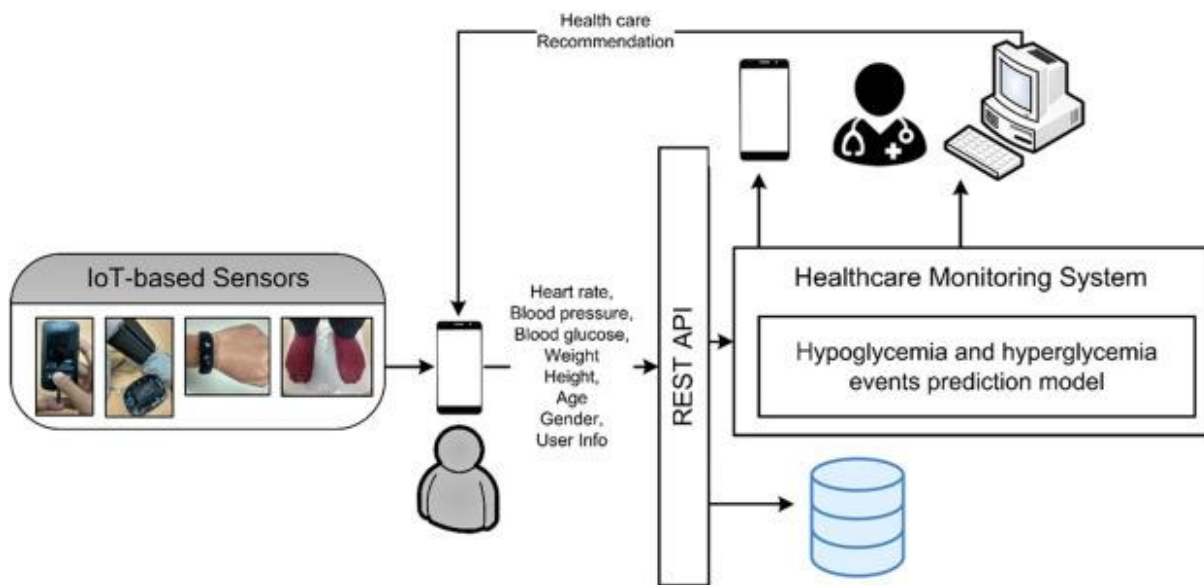 Health care
Recommendation
IoT-based Sensors
Heart rate,
Blood pressure,
Blood glucose,
Weight
Height,
Age
Gender,
User Info
REST API
Healthcare Monitoring System
Hypoglycemia and hyperglycemia
events prediction model